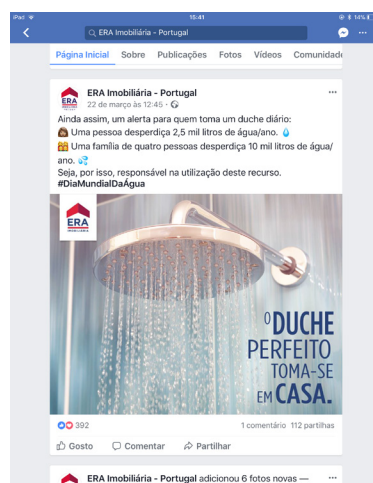 iPad
15:41
14%
ERA Imobiliária - Portugal
Página Inicial Sobre Publicações Fotos Vídeos Comunidade
ERA Imobiliária - Portugal
22 de março às 12:45 ·
Ainda assim, um alerta para quem toma um duche diário:
👩🏽 Uma pessoa desperdiça 2,5 mil litros de água/ano. 💧
👨‍👩‍👧‍👦 Uma família de quatro pessoas desperdiça 10 mil litros de água/
ano. 💦
Seja, por isso, responsável na utilização deste recurso.
#DiaMundialDaÁgua
ERA
IMOBILIÁRIA
O DUCHE
PERFEITO
TOMA-SE
EM CASA.
392
1 comentário 112 partilhas
Gosto Comentar Partilhar
ERA Imobiliária - Portugal adicionou 6 fotos novas —